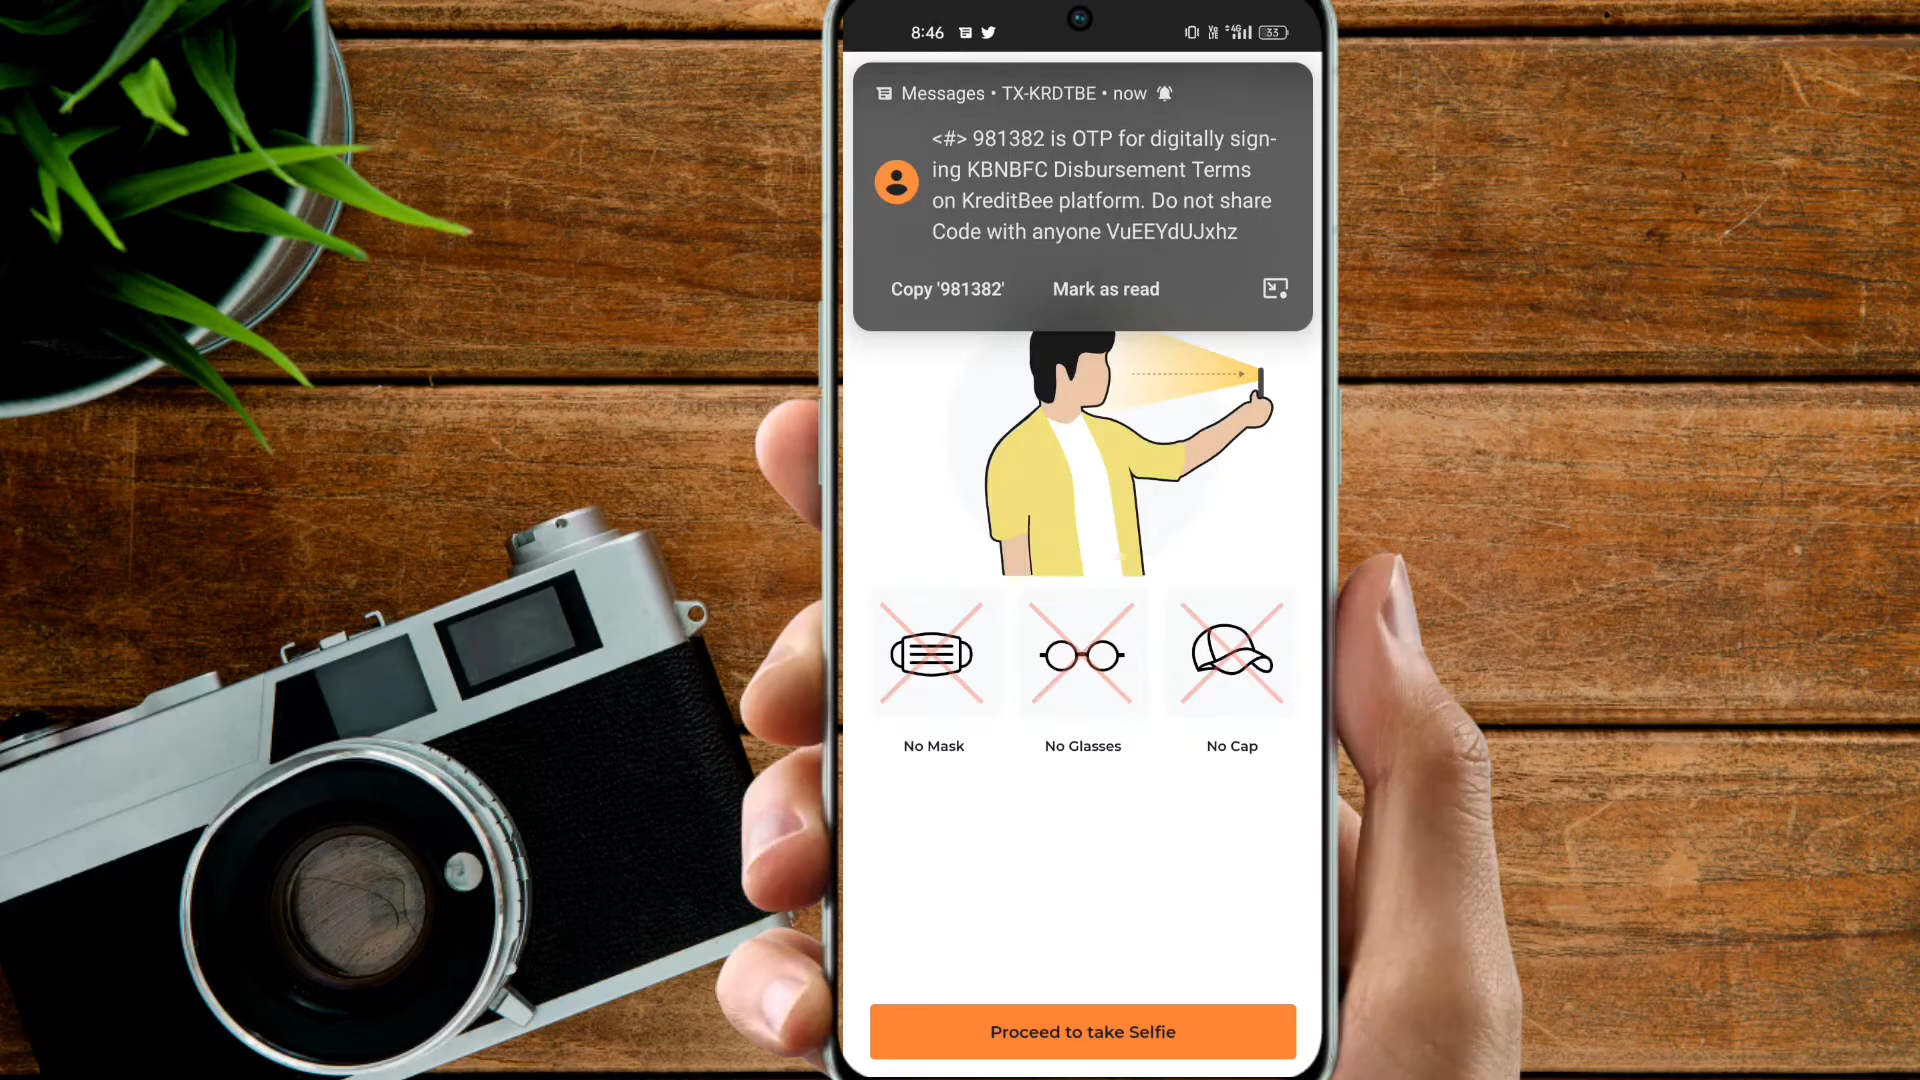 8:46 33
Messages • TX-KRDTBE • now
<#> 981382 is OTP for digitally sign-
ing KBNBFC Disbursement Terms
on KreditBee platform. Do not share
Code with anyone VuEEYdUJxhz
Copy '981382' Mark as read
No Mask No Glasses No Cap
Proceed to take Selfie